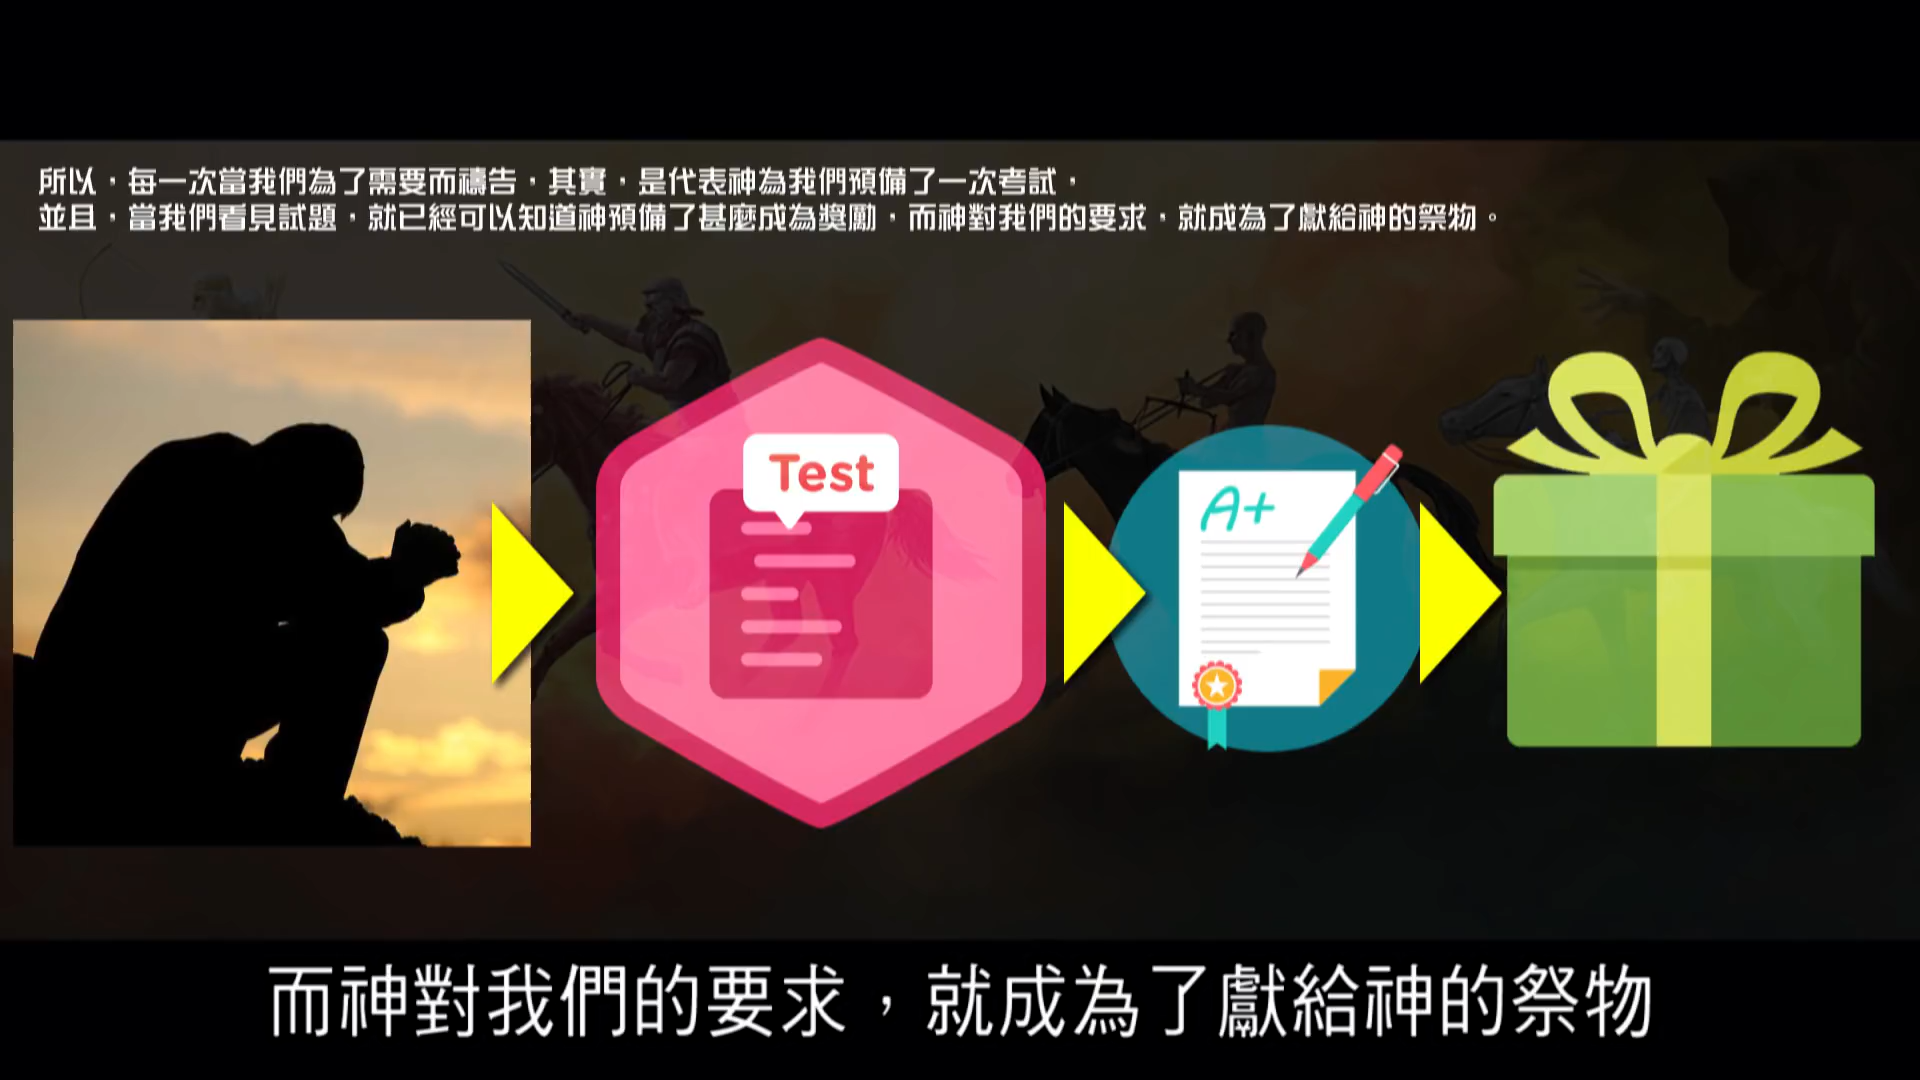 所以，每一次當我們為了需要而禱告，其實，是代表神為我們預備了一次考試，
並且，當我們看見試題，就已經可以知道神預備了甚麼成為獎勵，而神對我們的要求，就成為了獻給神的祭物。
Test
A+
而神對我們的要求，就成為了獻給神的祭物